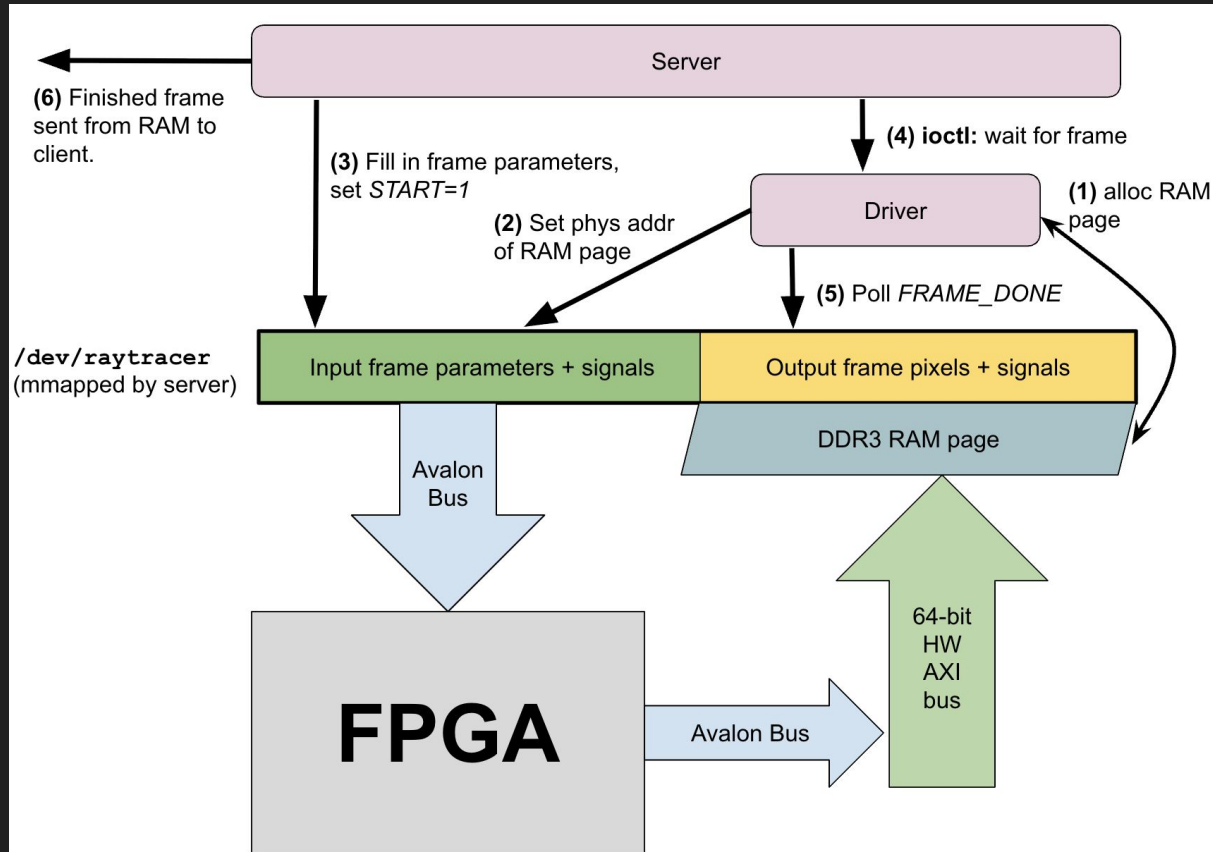 Server
(6) Finished frame
sent from RAM to
client.
(3) Fill in frame parameters,
set START=1
(4) ioctl: wait for frame
(2) Set phys addr
of RAM page
Driver
(1) alloc RAM
page
(5) Poll FRAME_DONE
/dev/raytracer
(mmapped by server)
Input frame parameters + signals
Output frame pixels + signals
DDR3 RAM page
Avalon
Bus
64-bit
HW
AXI
bus
FPGA
Avalon Bus